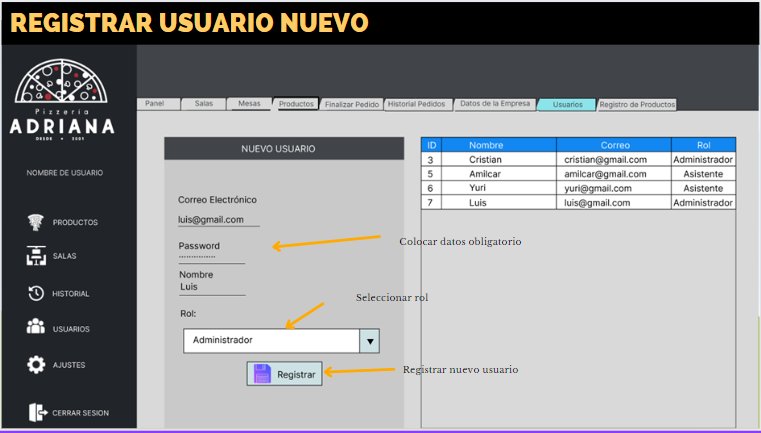 REGISTRAR USUARIO NUEVO
Pizzería
ADRIANA
DESDE 2001
NOMBRE DE USUARIO
PRODUCTOS
SALAS
HISTORIAL
USUARIOS
AJUSTES
CERRAR SESION
Panel Salas Mesas Productos Finalizar Pedido Historial Pedidos Datos de la Empresa Usuarios Registro de Productos
NUEVO USUARIO
Correo Electrónico
luis@gmail.com
Password
···············
Nombre
Luis
Rol:
Administrador
Registrar
Colocar datos obligatorio
Seleccionar rol
Registrar nuevo usuario
ID Nombre Correo Rol
3 Cristian cristian@gmail.com Administrador
5 Amilcar amilcar@gmail.com Asistente
6 Yuri yuri@gmail.com Asistente
7 Luis luis@gmail.com Administrador